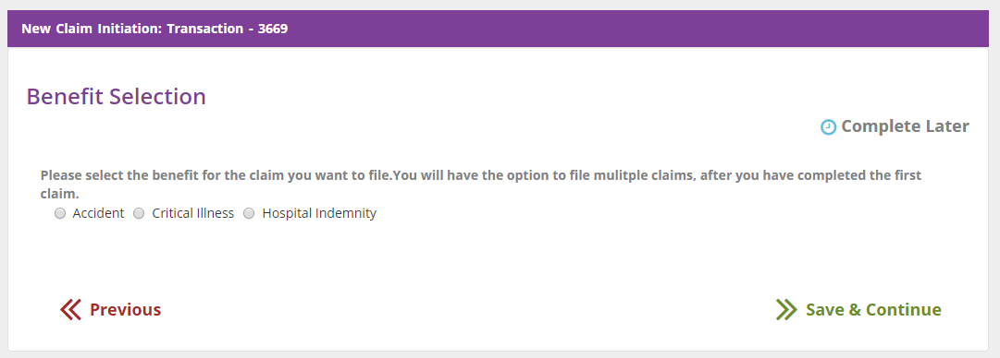 New Claim Initiation: Transaction - 3669
Benefit Selection
Complete Later
Please select the benefit for the claim you want to file.You will have the option to file mulitple claims, after you have completed the first
claim.
Accident Critical Illness Hospital Indemnity
Previous Save & Continue